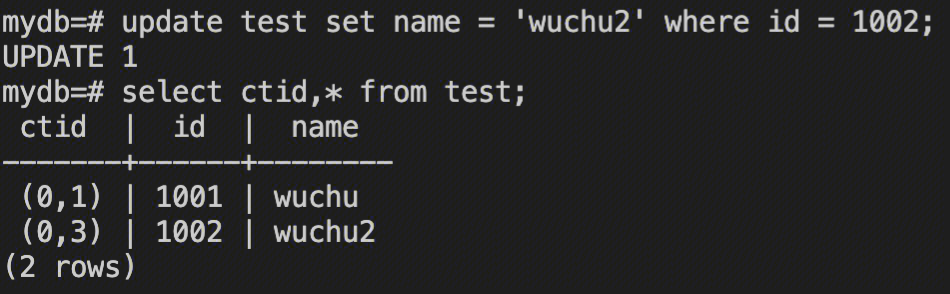 mydb=# update test set name = 'wuchu2' where id = 1002;
UPDATE 1
mydb=# select ctid,* from test;
 ctid  |  id  |  name
-------+------+--------
 (0,1) | 1001 | wuchu
 (0,3) | 1002 | wuchu2
(2 rows)